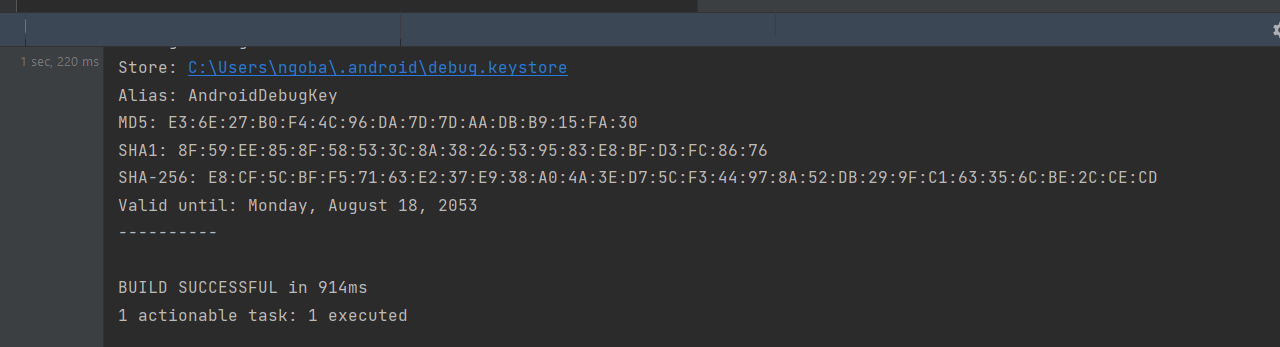 1 sec, 220 ms
Store: C:\Users\ngoba\.android\debug.keystore
Alias: AndroidDebugKey
MD5: E3:6E:27:B0:F4:4C:96:DA:7D:7D:AA:DB:B9:15:FA:30
SHA1: 8F:59:EE:85:8F:58:53:3C:8A:38:26:53:95:83:E8:BF:D3:FC:86:76
SHA-256: E8:CF:5C:BF:F5:71:63:E2:37:E9:38:A0:4A:3E:D7:5C:F3:44:97:8A:52:DB:29:9F:C1:63:35:6C:BE:2C:CE:CD
Valid until: Monday, August 18, 2053
----------
BUILD SUCCESSFUL in 914ms
1 actionable task: 1 executed